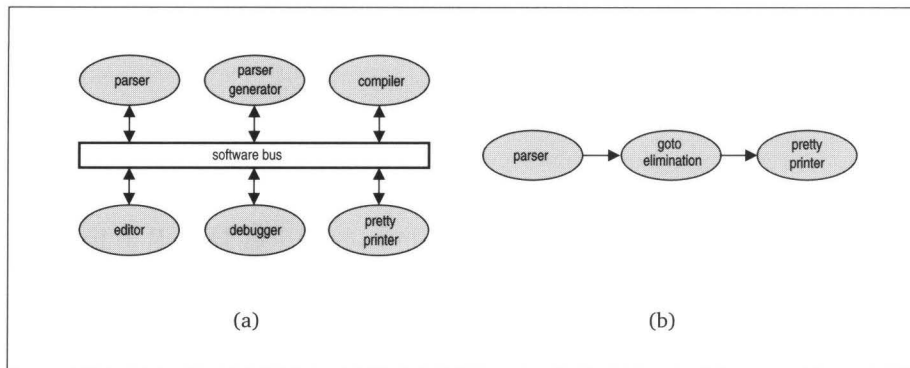 parser
parser
generator
compiler
software bus
editor
debugger
pretty
printer
(a)
parser
goto
elimination
pretty
printer
(b)